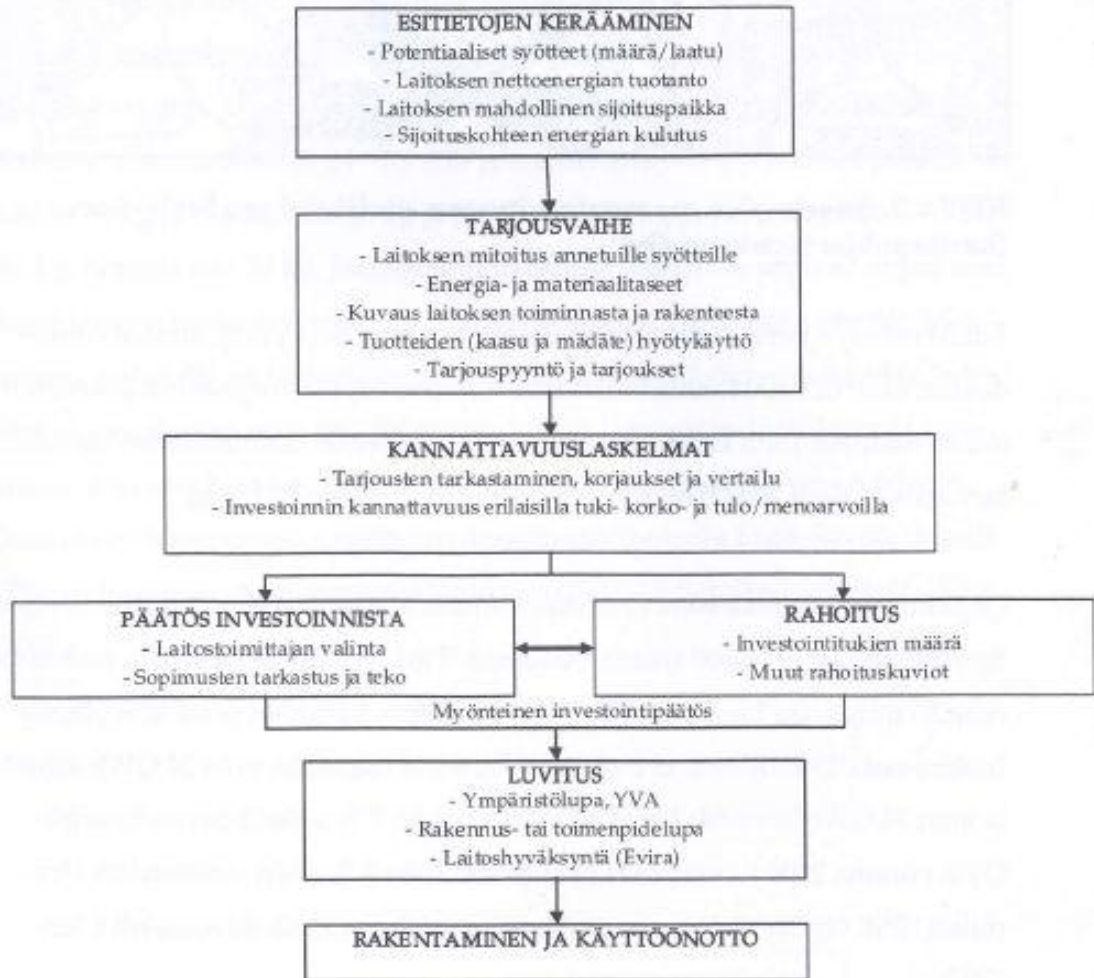 ESITIETOJEN KERÄÄMINEN
- Potentiaaliset syötteet (määrä/laatu)
- Laitoksen nettoenergian tuotanto
- Laitoksen mahdollinen sijoituspaikka
- Sijoituskohteen energian kulutus
TARJOUSVAIHE
- Laitoksen mitoitus annetuille syötteille
- Energia- ja materiaalitaseet
- Kuvaus laitoksen toiminnasta ja rakenteesta
- Tuotteiden (kaasu ja mädäte) hyötykäyttö
- Tarjouspyyntö ja tarjoukset
KANNATTAVUUSLASKELMAT
- Tarjousten tarkastaminen, korjaukset ja vertailu
- Investoinnin kannattavuus erilaisilla tuki- korko- ja tulo/menoarvoilla
PÄÄTÖS INVESTOINNISTA
- Laitostoimittajan valinta
- Sopimusten tarkastus ja teko
RAHOITUS
- Investointitukien määrä
- Muut rahoituskuviot
Myönteinen investointipäätös
LUVITUS
- Ympäristölupa, YVA
- Rakennus- tai toimenpidelupa
- Laitoshyväksyntä (Evira)
RAKENTAMINEN JA KÄYTTÖÖNOTTO